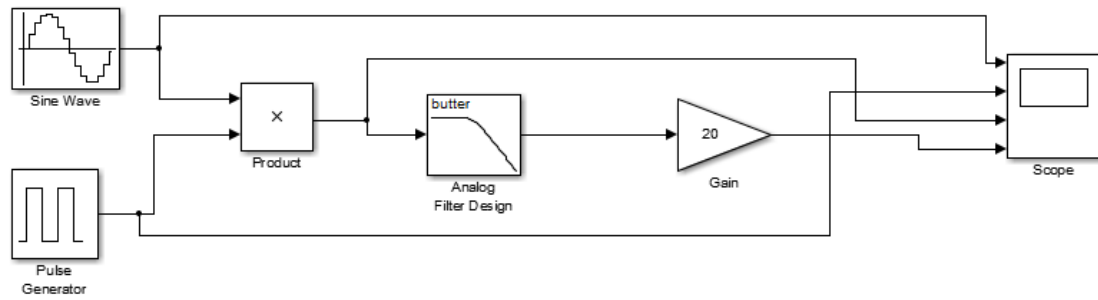 Sine Wave
×
Product
butter
Analog
Filter Design
20
Gain
Scope
Pulse
Generator